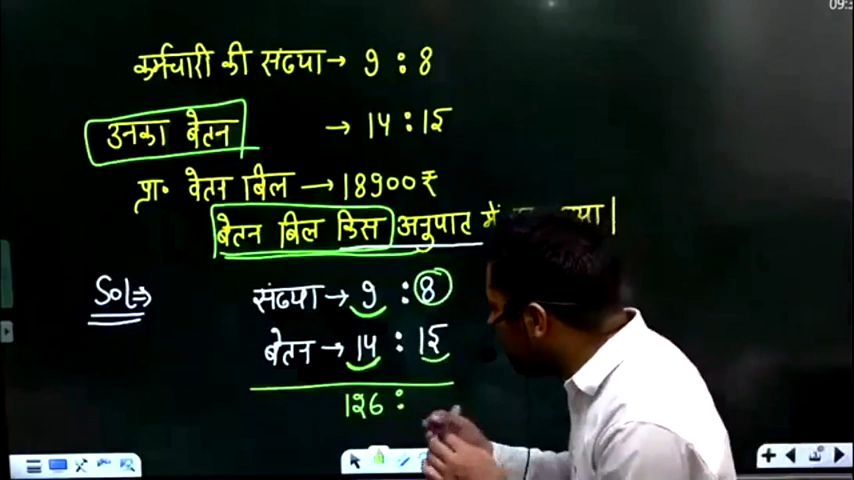 09:
कर्मचारी की संख्या → 9 : 8
उनका वेतन → 14 : 15
प्रा॰ वेतन बिल → 18900₹
वेतन बिल किस अनुपात में
Sol ⇒
संख्या → 9 : 8
वेतन → 14 : 15
126 :